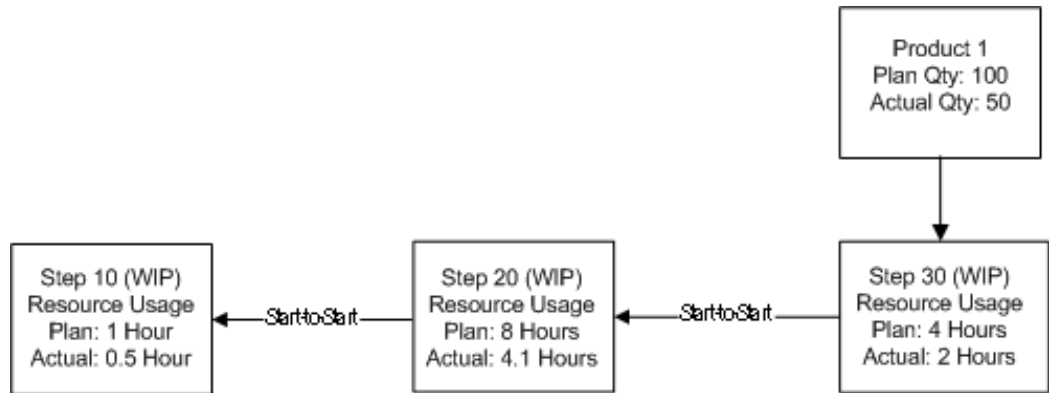 Product 1
Plan Qty: 100
Actual Qty: 50
Step 10 (WIP)
Resource Usage
Plan: 1 Hour
Actual: 0.5 Hour
Start-to-Start
Step 20 (WIP)
Resource Usage
Plan: 8 Hours
Actual: 4.1 Hours
Start-to-Start
Step 30 (WIP)
Resource Usage
Plan: 4 Hours
Actual: 2 Hours